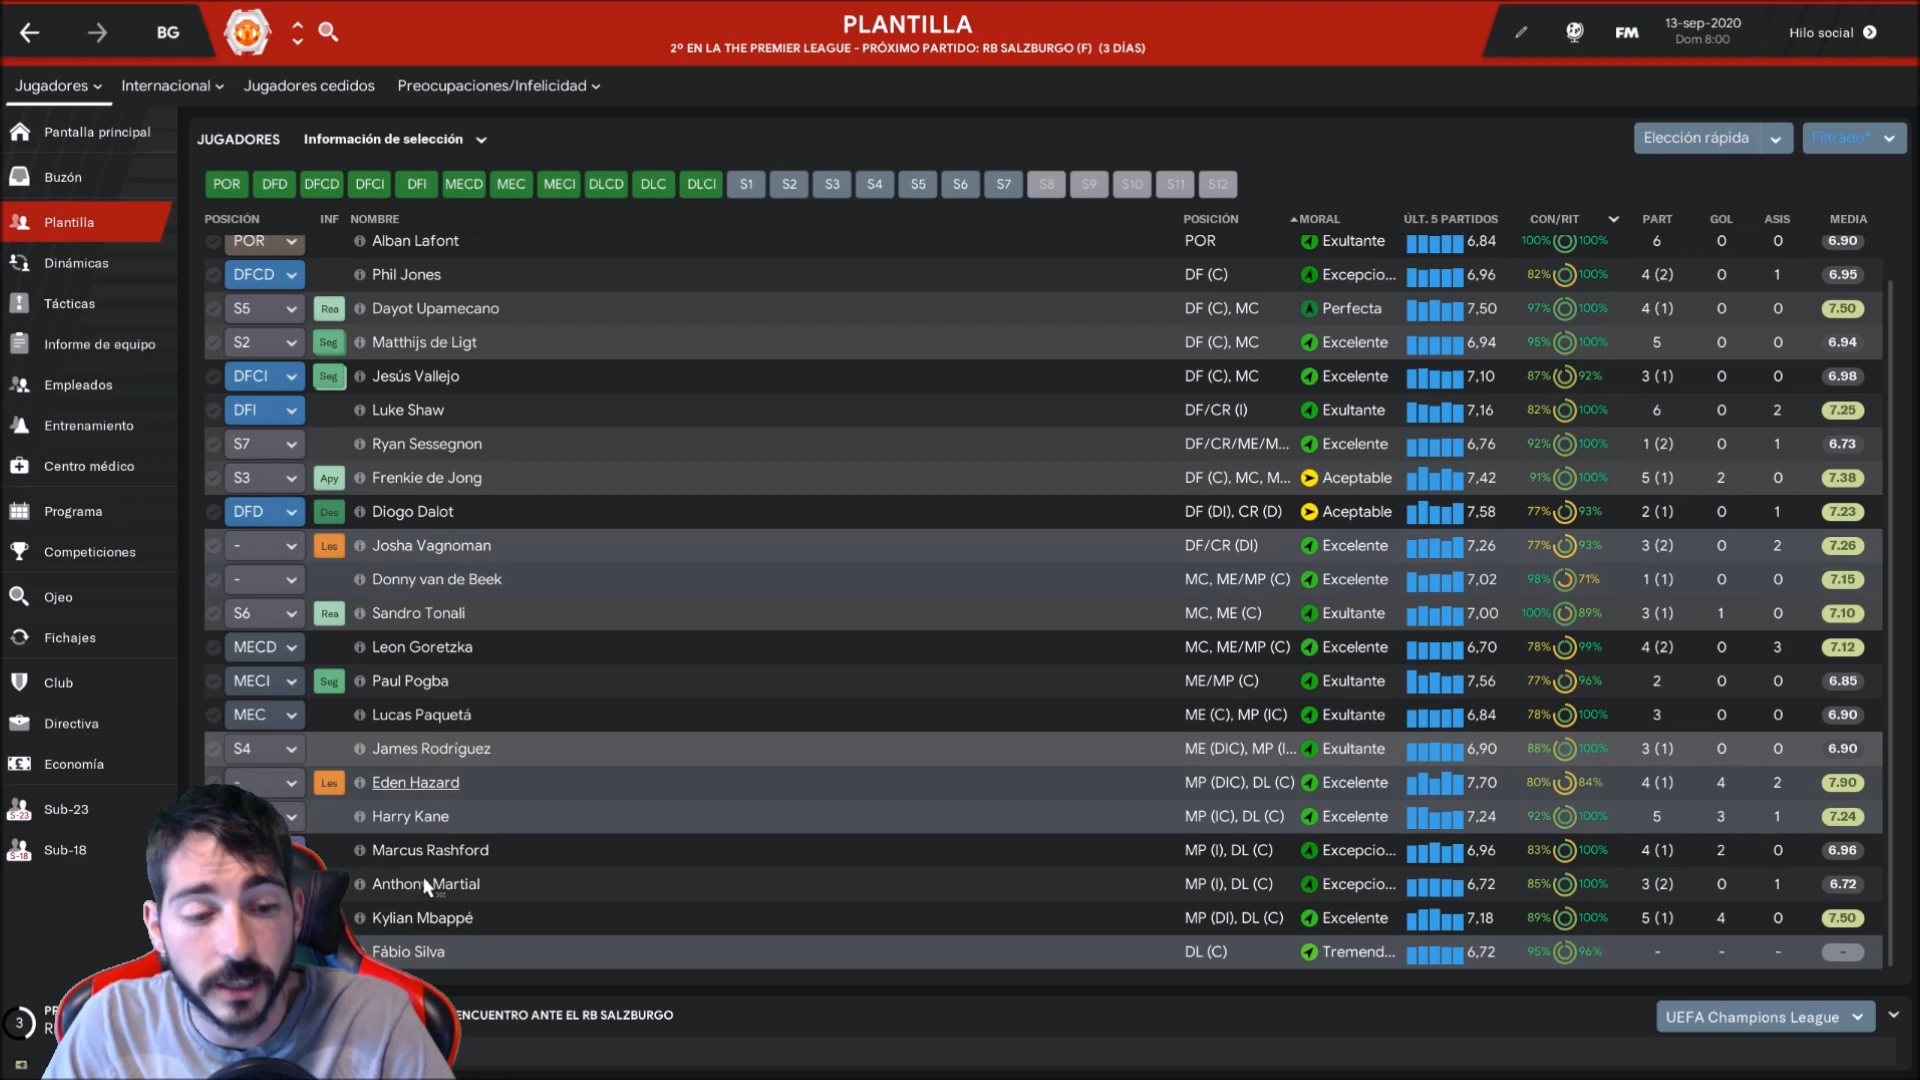 BG
PLANTILLA
2º EN LA THE PREMIER LEAGUE - PRÓXIMO PARTIDO: RB SALZBURGO (F) (3 DÍAS)
FM
13-sep-2020
Dom 8:00
Hilo social
Jugadores Internacional Jugadores cedidos Preocupaciones/Infelicidad
Pantalla principal
Buzón
Plantilla
Dinámicas
Tácticas
Informe de equipo
Empleados
Entrenamiento
Centro médico
Programa
Competiciones
Ojeo
Fichajes
Club
Directiva
Economía
S-23 Sub-23
S-18 Sub-18
JUGADORES Información de selección Elección rápida Filtrado*
POR DFD DFCD DFCI DFI MECD MEC MECI DLCD DLC DLCI S1 S2 S3 S4 S5 S6 S7 S8 S9 S10 S11 S12
POSICIÓN INF NOMBRE POSICIÓN MORAL ÚLT. 5 PARTIDOS CON/RIT PART GOL ASIS MEDIA
POR Alban Lafont POR Exultante 6,84 100% 100% 6 0 0 6.90
DFCD Phil Jones DF (C) Excepcio... 6,96 82% 100% 4 (2) 0 1 6.95
S5 Rea Dayot Upamecano DF (C), MC Perfecta 7,50 97% 100% 4 (1) 0 0 7.50
S2 Seg Matthijs de Ligt DF (C), MC Excelente 6,94 95% 100% 5 0 0 6.94
DFCI Seg Jesús Vallejo DF (C), MC Excelente 7,10 87% 92% 3 (1) 0 0 6.98
DFI Luke Shaw DF/CR (I) Exultante 7,16 82% 100% 6 0 2 7.25
S7 Ryan Sessegnon DF/CR/ME/M... Excelente 6,76 92% 100% 1 (2) 0 1 6.73
S3 Apy Frenkie de Jong DF (C), MC, M... Aceptable 7,42 91% 100% 5 (1) 2 0 7.38
DFD Des Diogo Dalot DF (DI), CR (D) Aceptable 7,58 77% 93% 2 (1) 0 1 7.23
- Les Josha Vagnoman DF/CR (DI) Excelente 7,26 77% 93% 3 (2) 0 2 7.26
- Donny van de Beek MC, ME/MP (C) Excelente 7,02 98% 71% 1 (1) 0 0 7.15
S6 Rea Sandro Tonali MC, ME (C) Exultante 7,00 100% 89% 3 (1) 1 0 7.10
MECD Leon Goretzka MC, ME/MP (C) Excelente 6,70 78% 99% 4 (2) 0 3 7.12
MECI Seg Paul Pogba ME/MP (C) Exultante 7,56 77% 96% 2 0 0 6.85
MEC Lucas Paquetá ME (C), MP (IC) Exultante 6,84 78% 100% 3 0 0 6.90
S4 James Rodríguez ME (DIC), MP (I... Exultante 6,90 88% 100% 3 (1) 0 0 6.90
- Les Eden Hazard MP (DIC), DL (C) Excelente 7,70 80% 84% 4 (1) 4 2 7.90
Harry Kane MP (IC), DL (C) Excelente 7,24 92% 100% 5 3 1 7.24
Marcus Rashford MP (I), DL (C) Excepcio... 6,96 83% 100% 4 (1) 2 0 6.96
Anthony Martial MP (I), DL (C) Excepcio... 6,72 85% 100% 3 (2) 0 1 6.72
Kylian Mbappé MP (DI), DL (C) Excelente 7,18 89% 100% 5 (1) 4 0 7.50
Fábio Silva DL (C) Tremend... 6,72 95% 96% - - - -
3
ENCUENTRO ANTE EL RB SALZBURGO
UEFA Champions League